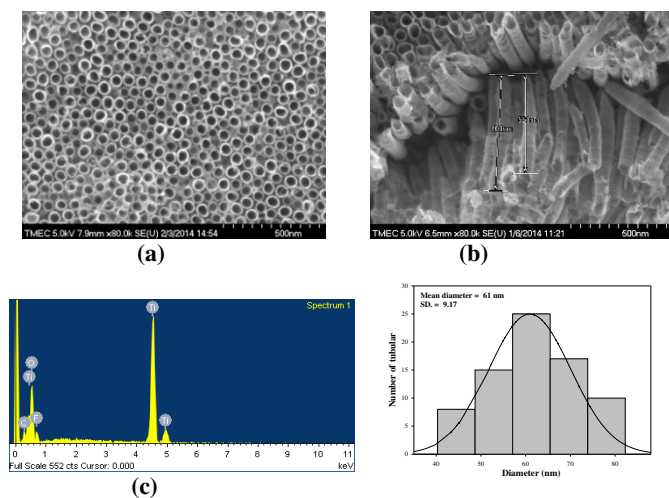 TMEC 5.0kV 7.9mm x80.0k SE(U) 2/3/2014 14:54 500nm
(a)
TMEC 5.0kV 6.5mm x80.0k SE(U) 1/6/2014 11:21 500nm
(b)
Spectrum 1
Ti
O
Ti
C
F
Ti
0 1 2 3 4 5 6 7 8 9 10 11
Full Scale 552 cts Cursor: 0.000 keV
(c)
Mean diameter = 61 nm
SD. = 9.17
Number of tubular
30
25
20
15
10
5
0
40 50 60 70 80
Diameter (nm)